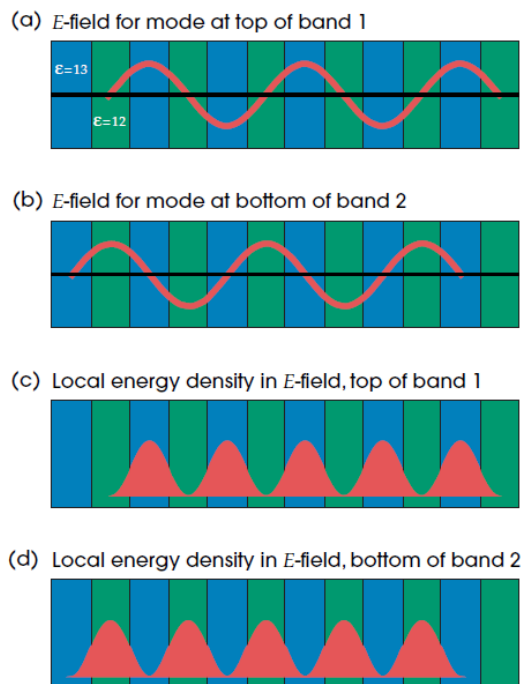 (a) E-field for mode at top of band 1
ε=13
ε=12
(b) E-field for mode at bottom of band 2
(c) Local energy density in E-field, top of band 1
(d) Local energy density in E-field, bottom of band 2